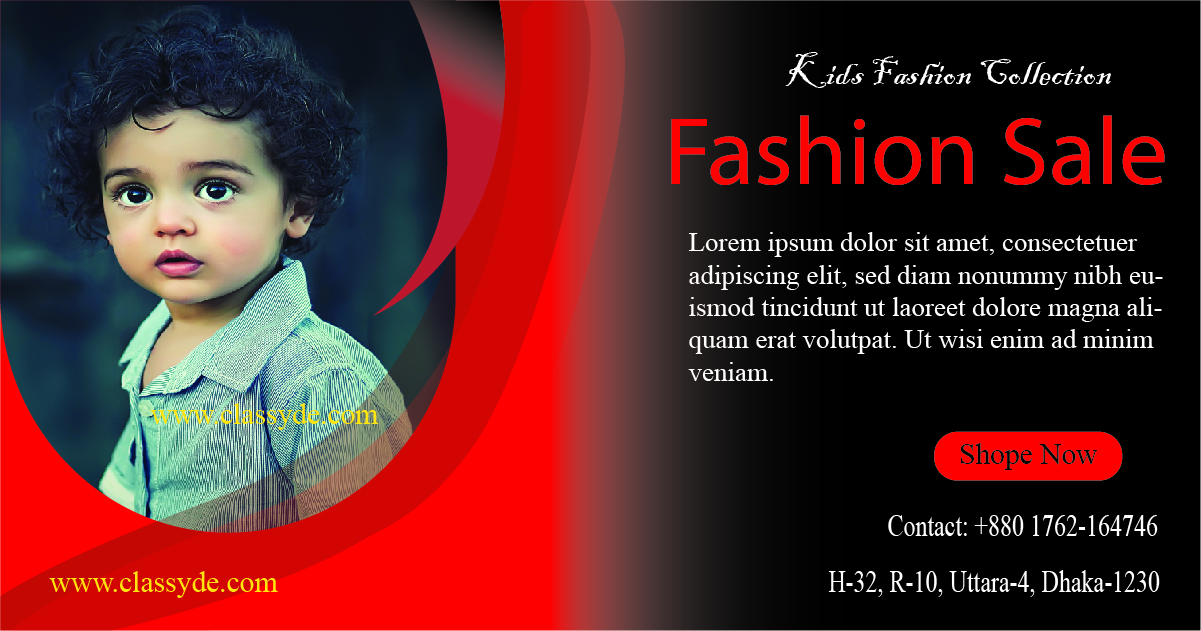 Kids Fashion Collection
Fashion Sale
Lorem ipsum dolor sit amet, consectetuer
adipiscing elit, sed diam nonummy nibh eu-
ismod tincidunt ut laoreet dolore magna ali-
quam erat volutpat. Ut wisi enim ad minim
veniam.
www.classyde.com
Shope Now
Contact: +880 1762-164746
H-32, R-10, Uttara-4, Dhaka-1230
www.classyde.com